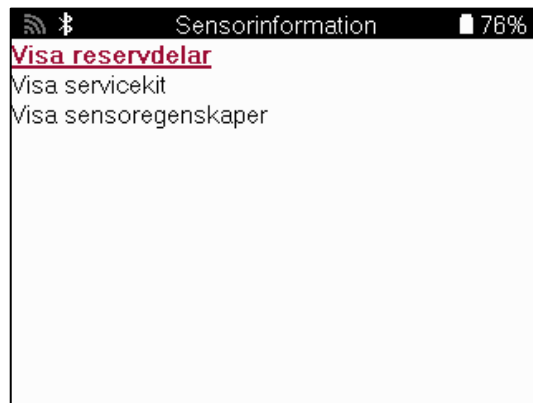 Sensorinformation 76%
Visa reservdelar
Visa servicekit
Visa sensoregenskaper